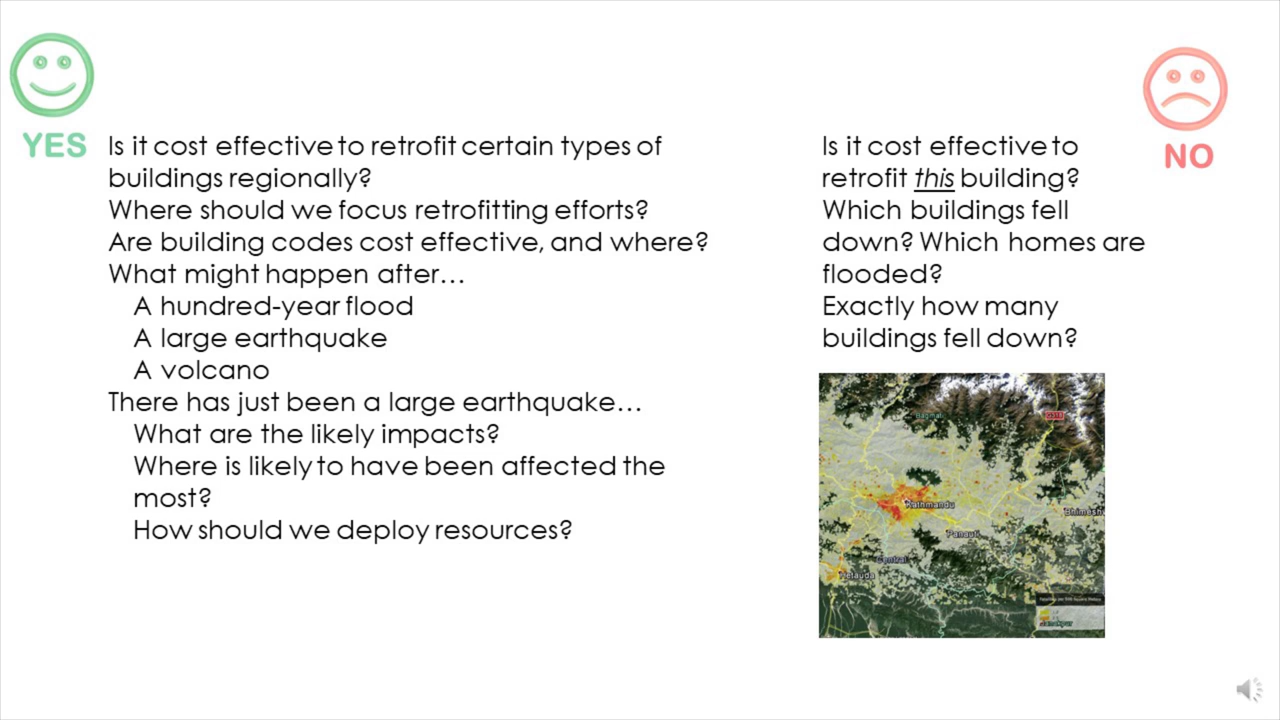 YES
Is it cost effective to retrofit certain types of
buildings regionally?
Where should we focus retrofitting efforts?
Are building codes cost effective, and where?
What might happen after…
A hundred-year flood
A large earthquake
A volcano
There has just been a large earthquake…
What are the likely impacts?
Where is likely to have been affected the
most?
How should we deploy resources?
NO
Is it cost effective to
retrofit this building?
Which buildings fell
down? Which homes are
flooded?
Exactly how many
buildings fell down?
Bagmati
Kathmandu
Bhimesh
Panauti
Central
Hetauda